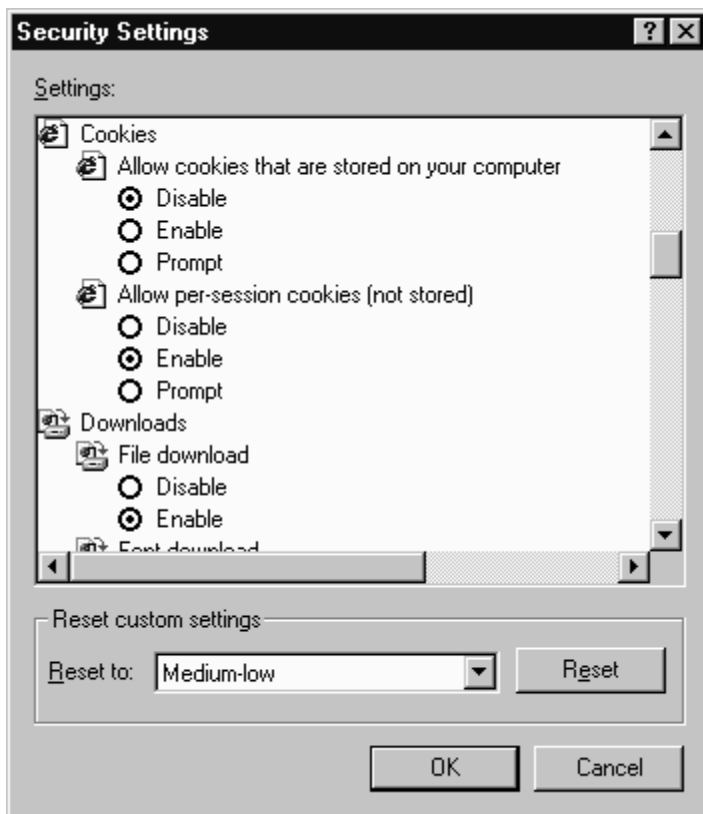 Security Settings
Settings:
Cookies
Allow cookies that are stored on your computer
Disable
Enable
Prompt
Allow per-session cookies (not stored)
Disable
Enable
Prompt
Downloads
File download
Disable
Enable
Font download
Reset custom settings
Reset to: Medium-low Reset
OK Cancel